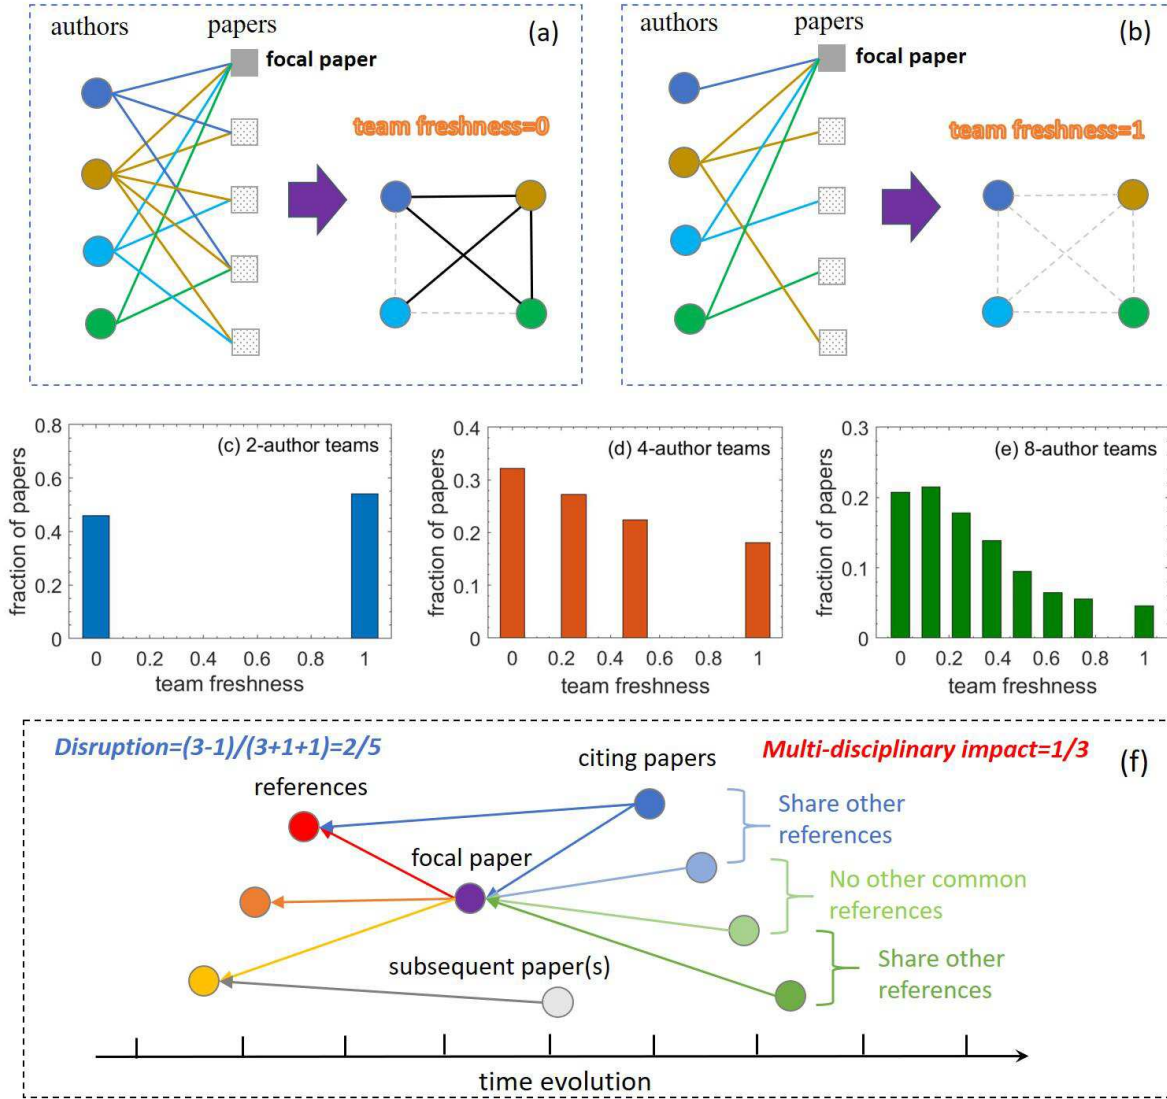 authors
papers
(a)
focal paper
team freshness=0
authors
papers
(b)
focal paper
team freshness=1
(c) 2-author teams
0.8
0.6
0.4
0.2
0
fraction of papers
0 0.2 0.4 0.6 0.8 1
team freshness
(d) 4-author teams
0.4
0.3
0.2
0.1
0
fraction of papers
0 0.2 0.4 0.6 0.8 1
team freshness
(e) 8-author teams
0.3
0.2
0.1
0
fraction of papers
0 0.2 0.4 0.6 0.8 1
team freshness
Disruption=(3-1)/(3+1+1)=2/5
Multi-disciplinary impact=1/3
(f)
citing papers
references
Share other
references
focal paper
No other common
references
subsequent paper(s)
Share other
references
time evolution